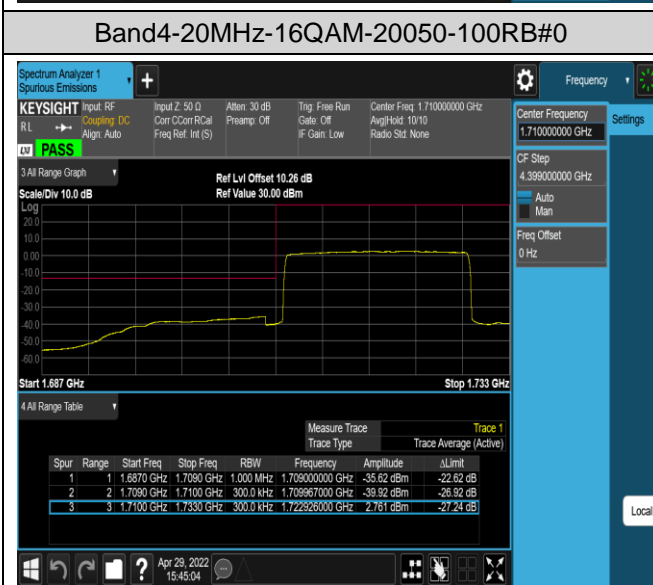 Band4-20MHz-16QAM-20050-100RB#0
Spectrum Analyzer 1
Spurious Emissions
+
Frequency
KEYSIGHT Input: RF Input Z: 50 Ω Atten: 30 dB Trig: Free Run Center Freq: 1.710000000 GHz
RL Coupling: DC Corr CCorr RCal Preamp: Off Gate: Off Avg|Hold: 10/10
Align: Auto Freq Ref: Int (S) IF Gain: Low Radio Std: None
LXI PASS
Center Frequency
1.710000000 GHz
Settings
CF Step
4.399000000 GHz
Auto
Man
Freq Offset
0 Hz
3 All Range Graph
Ref Lvl Offset 10.26 dB
Scale/Div 10.0 dB Ref Value 30.00 dBm
Log
20.0
10.0
0.00
-10.0
-20.0
-30.0
-40.0
-50.0
-60.0
Start 1.687 GHz Stop 1.733 GHz
4 All Range Table
Measure Trace Trace 1
Trace Type Trace Average (Active)
Spur Range Start Freq Stop Freq RBW Frequency Amplitude ΔLimit
1 1 1.6870 GHz 1.7090 GHz 1.000 MHz 1.709000000 GHz -35.62 dBm -22.62 dB
2 2 1.7090 GHz 1.7100 GHz 300.0 kHz 1.709967000 GHz -39.92 dBm -26.92 dB
3 3 1.7100 GHz 1.7330 GHz 300.0 kHz 1.722926000 GHz 2.761 dBm -27.24 dB
Local
? Apr 29, 2022
15:45:04